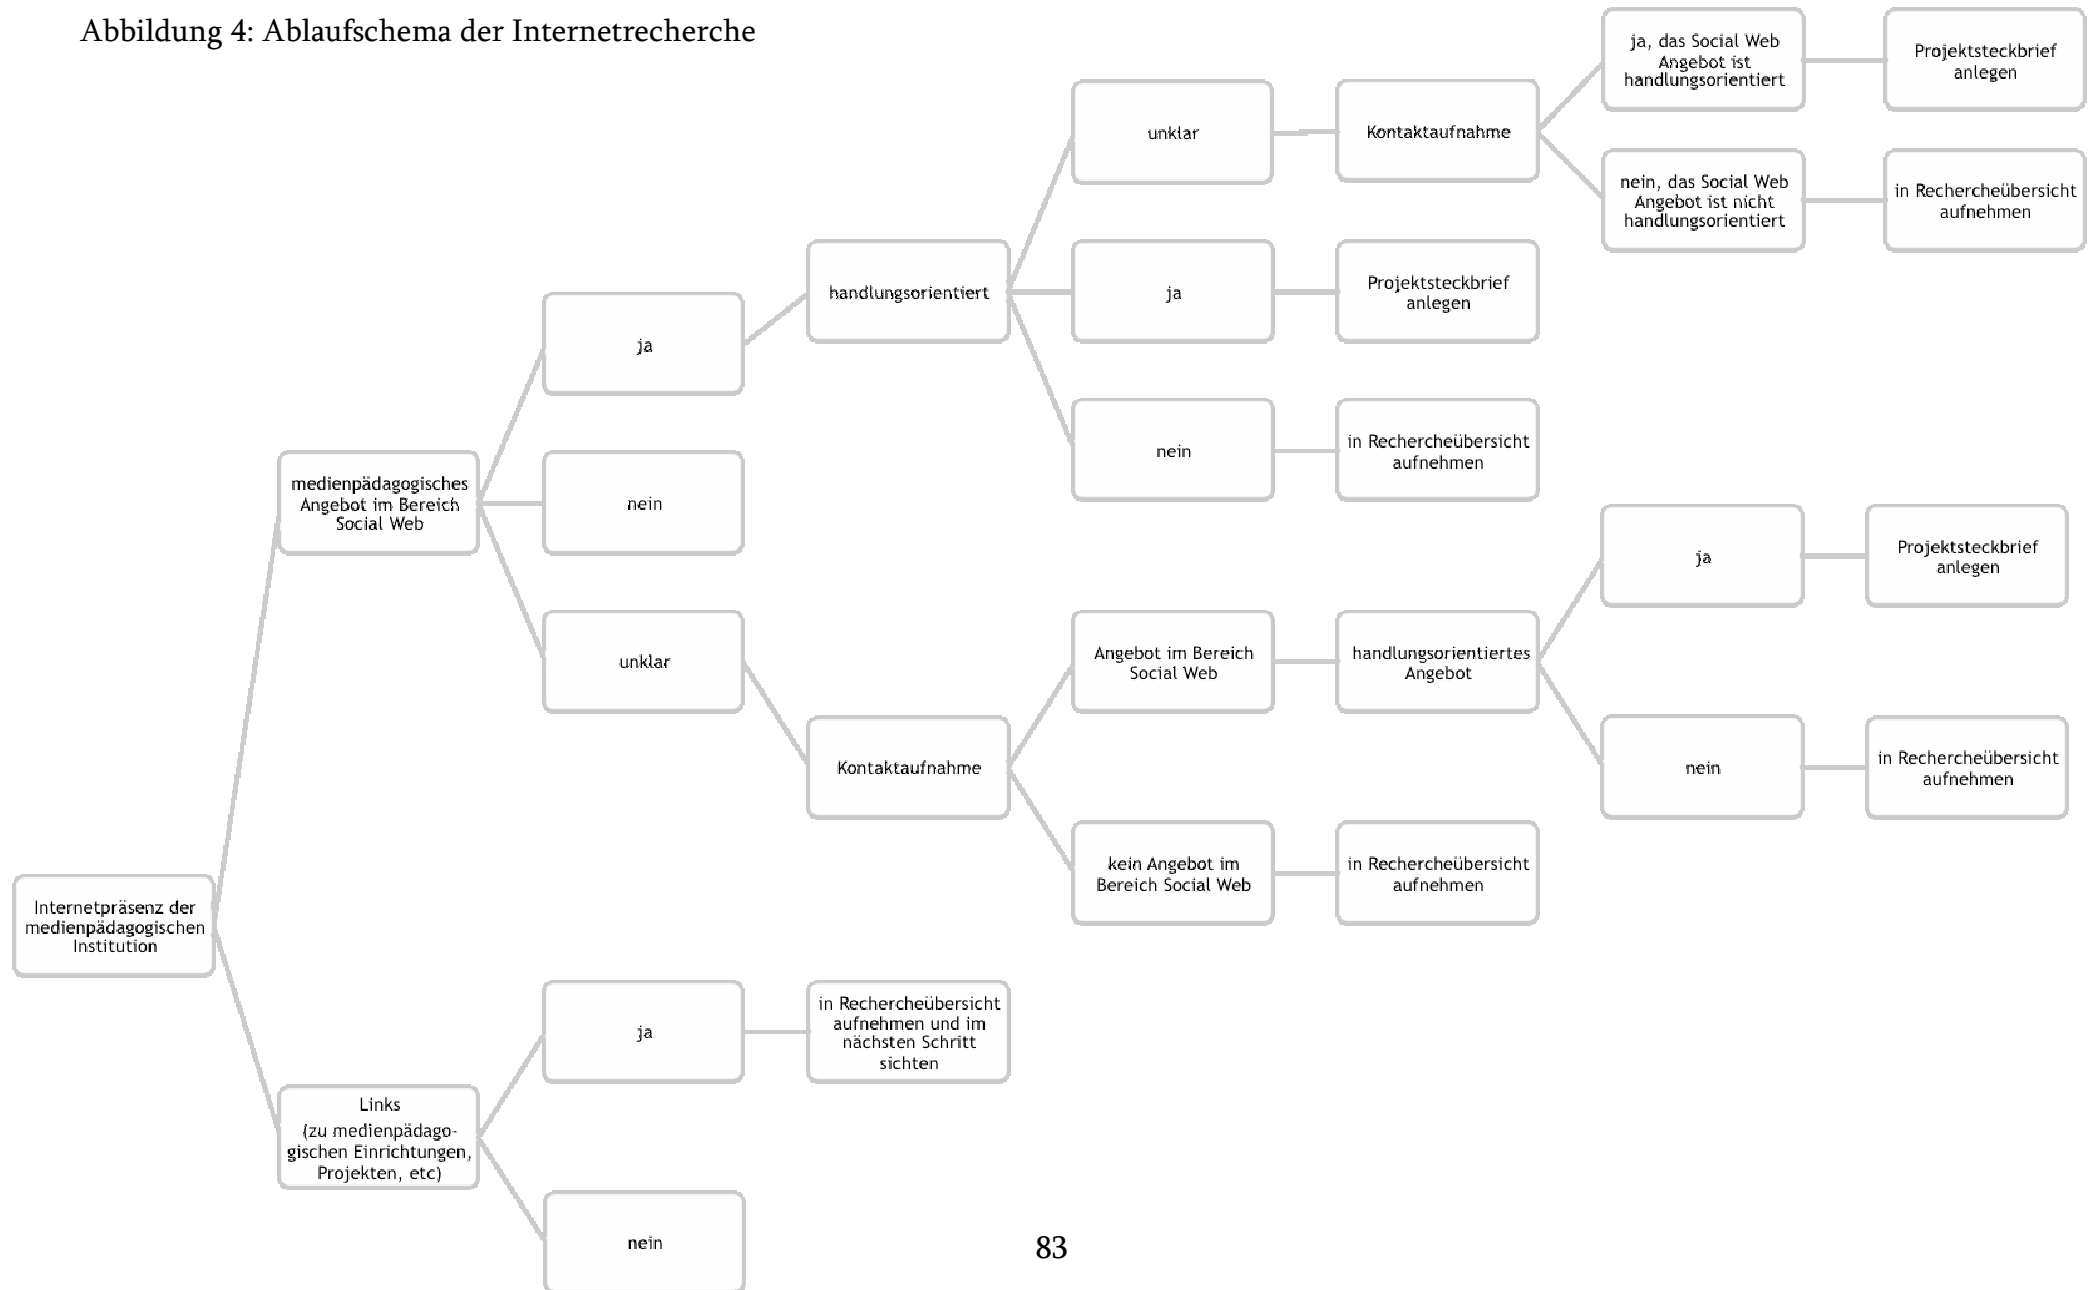 Abbildung 4: Ablaufschema der Internetrecherche
ja, das Social Web
Angebot ist
handlungsorientiert
Projektsteckbrief
anlegen
unklar
Kontaktaufnahme
nein, das Social Web
Angebot ist nicht
handlungsorientiert
in Rechercheübersicht
aufnehmen
handlungsorientiert
ja
Projektsteckbrief
anlegen
ja
nein
in Rechercheübersicht
aufnehmen
medienpädagogisches
Angebot im Bereich
Social Web
nein
ja
Projektsteckbrief
anlegen
unklar
Angebot im Bereich
Social Web
handlungsorientiertes
Angebot
Kontaktaufnahme
nein
in Rechercheübersicht
aufnehmen
kein Angebot im
Bereich Social Web
in Rechercheübersicht
aufnehmen
Internetpräsenz der
medienpädagogischen
Institution
ja
in Rechercheübersicht
aufnehmen und im
nächsten Schritt
sichten
Links
(zu medienpädago-
gischen Einrichtungen,
Projekten, etc)
nein
83